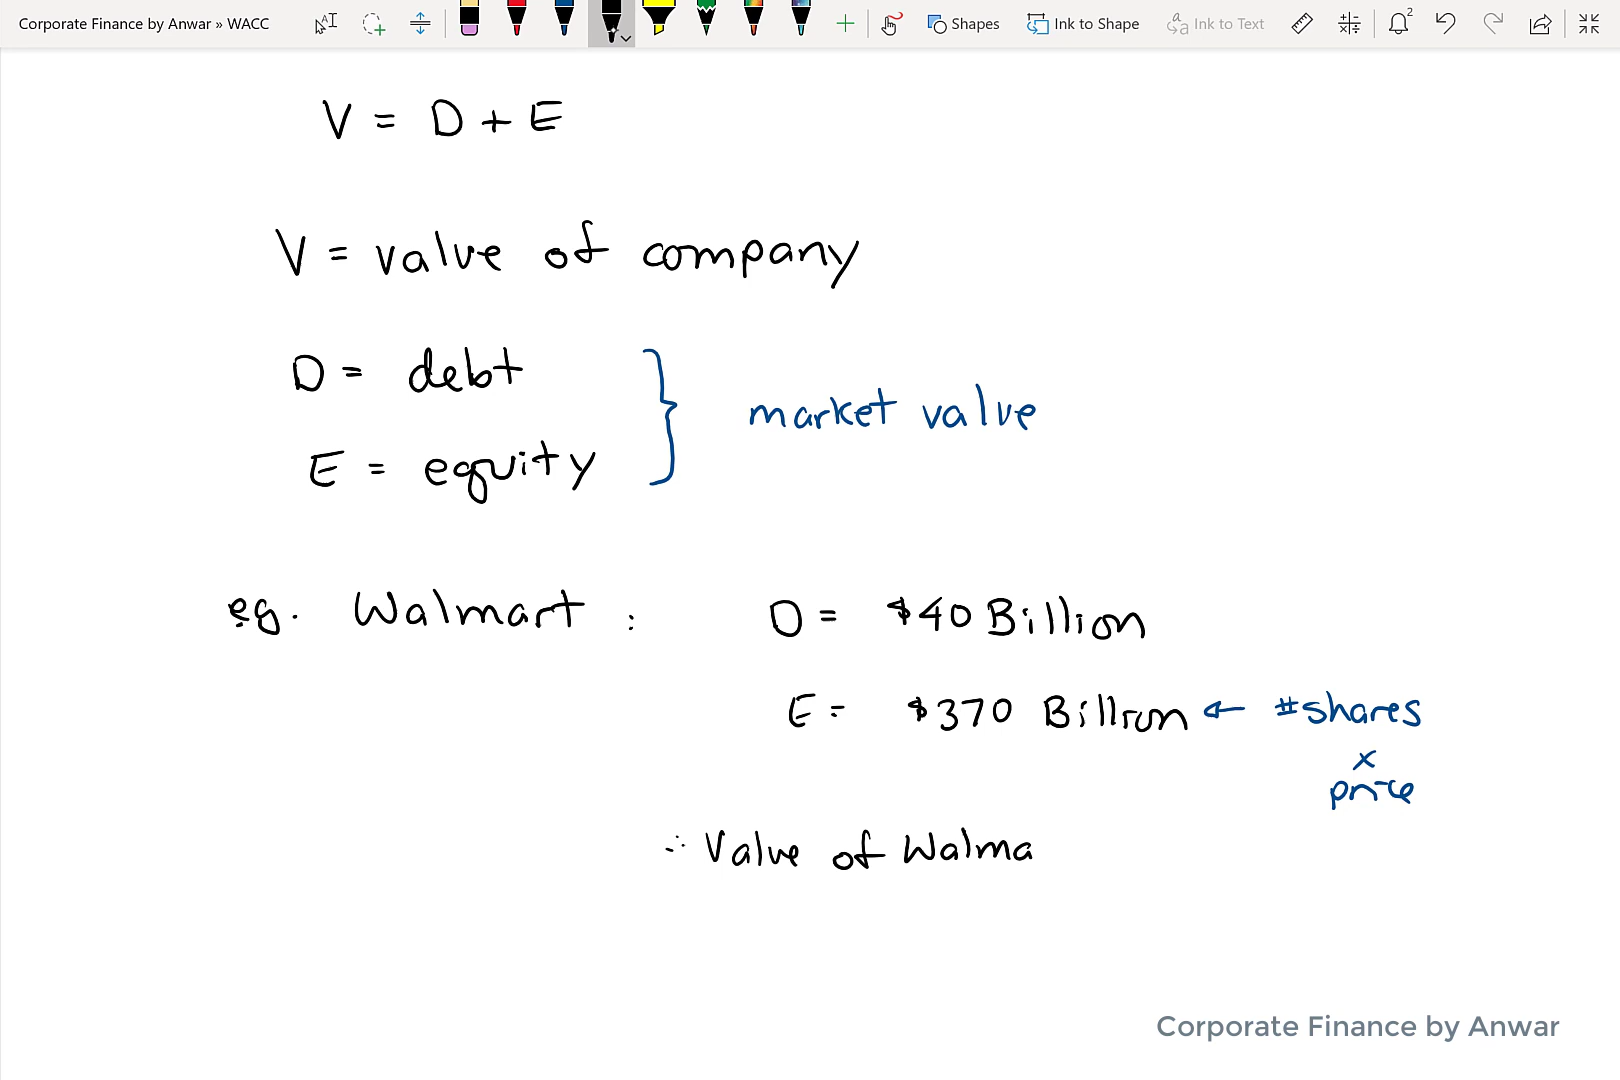 Corporate Finance by Anwar » WACC
Shapes
Ink to Shape
Ink to Text
2
V = D + E
V = value of company
D = debt
E = equity
market value
eg. Walmart :
D = $40 Billion
E = $370 Billion ← #shares
x
price
∴ Value of Walma
Corporate Finance by Anwar